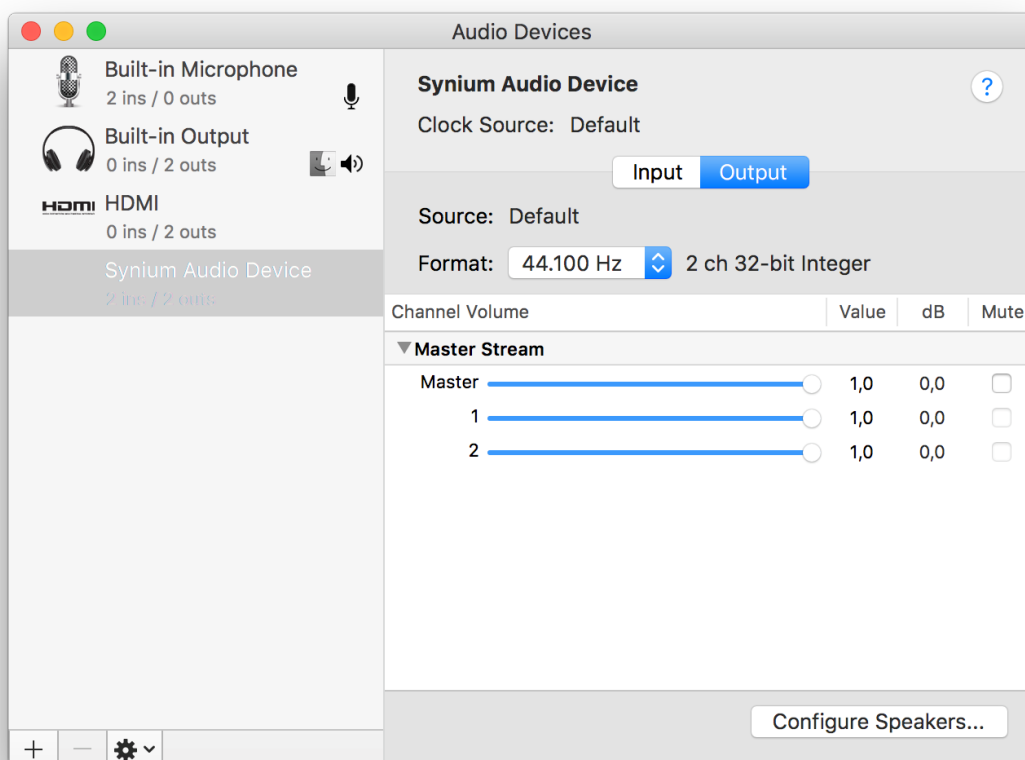 Audio Devices
Built-in Microphone
2 ins / 0 outs
Built-in Output
0 ins / 2 outs
HDMI HDMI
0 ins / 2 outs
Synium Audio Device
2 ins / 2 outs
Synium Audio Device
?
Clock Source: Default
Input Output
Source: Default
Format: 44.100 Hz 2 ch 32-bit Integer
Channel Volume Value dB Mute
Master Stream
Master 1,0 0,0
1 1,0 0,0
2 1,0 0,0
Configure Speakers...